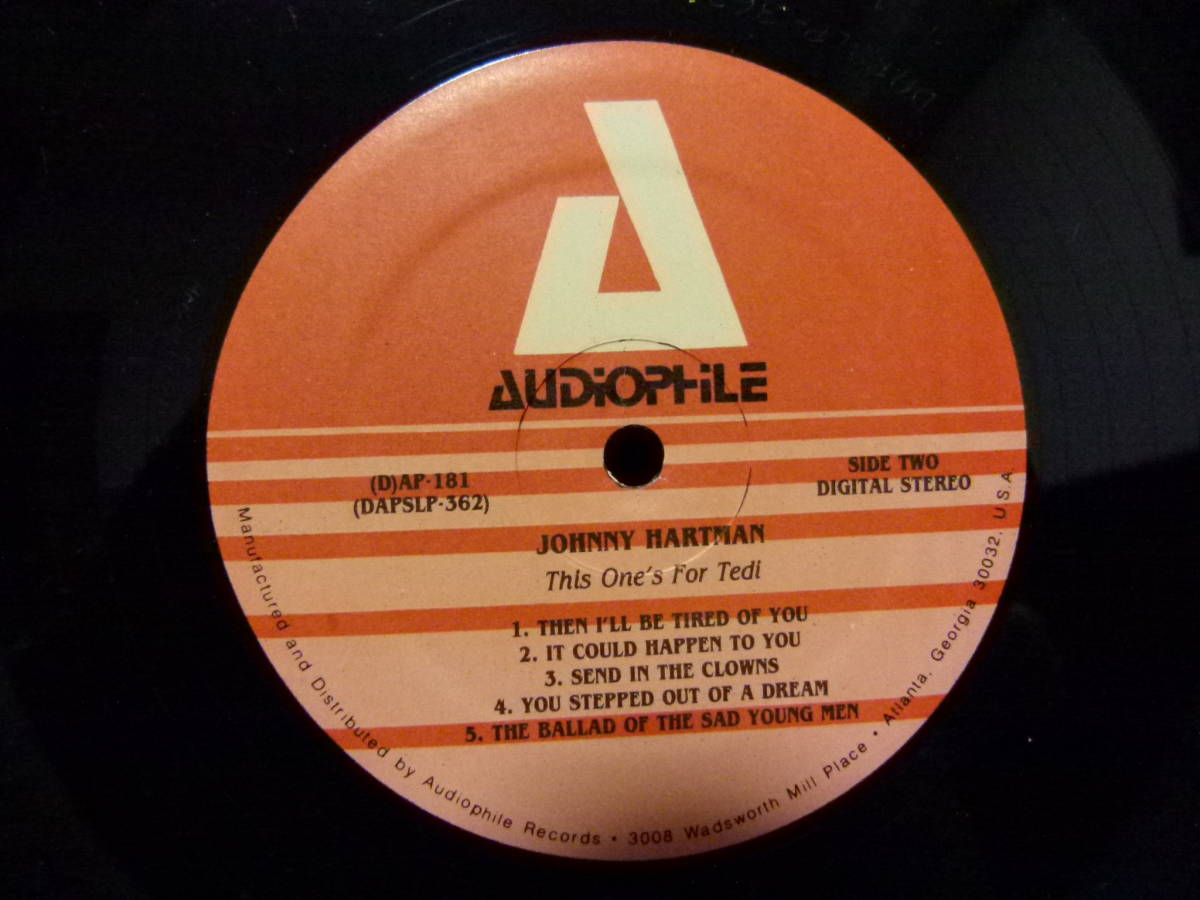 AUDIOPHILE
(D)AP-181
(DAPSLP-362)
SIDE TWO
DIGITAL STEREO
JOHNNY HARTMAN
This One's For Tedi
1. THEN I'LL BE TIRED OF YOU
2. IT COULD HAPPEN TO YOU
3. SEND IN THE CLOWNS
4. YOU STEPPED OUT OF A DREAM
5. THE BALLAD OF THE SAD YOUNG MEN
Manufactured and Distributed by Audiophile Records • 3008 Wadsworth Mill Place • Atlanta, Georgia 30032, U.S.A.